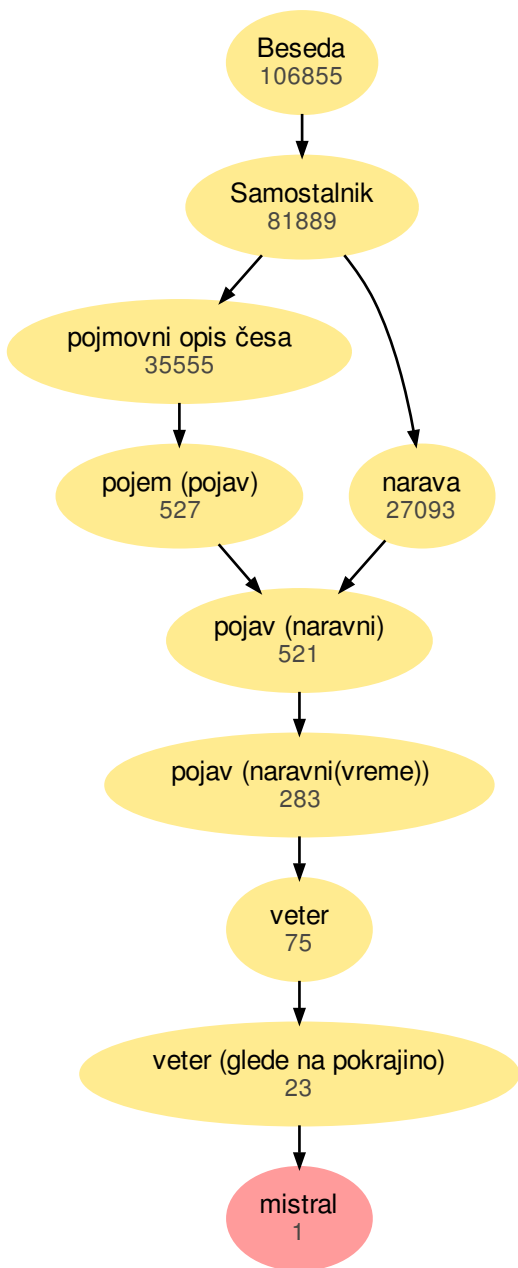 Beseda
106855
Samostalnik
81889
pojmovni opis česa
35555
pojem (pojav)
527
narava
27093
pojav (naravni)
521
pojav (naravni(vreme))
283
veter
75
veter (glede na pokrajino)
23
mistral
1